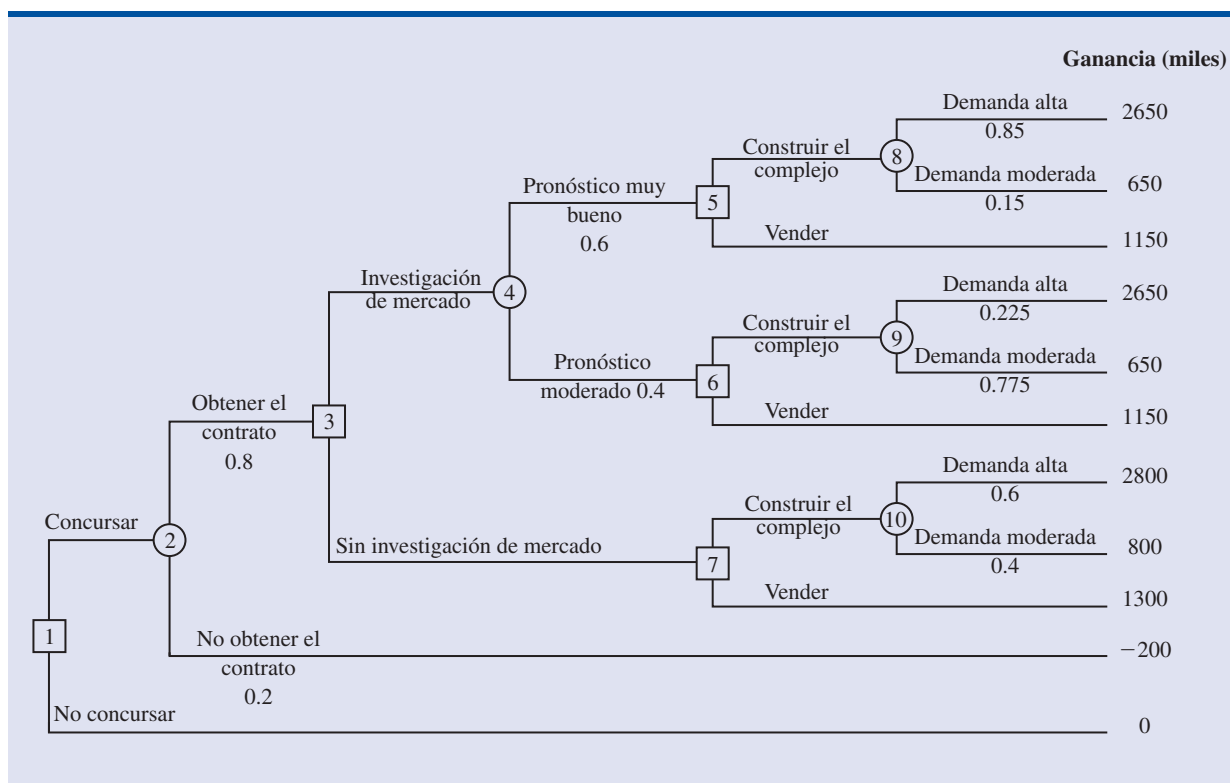 Ganancia (miles)
Demanda alta
2650
0.85
Construir el
complejo
8
Demanda moderada
650
0.15
Pronóstico muy
bueno
0.6
5
Vender
1150
Investigación
de mercado
4
Demanda alta
2650
0.225
Construir el
complejo
9
Demanda moderada
650
0.775
Pronóstico
moderado 0.4
6
Vender
1150
Obtener el
contrato
0.8
3
Demanda alta
2800
0.6
Construir el
complejo
10
Demanda moderada
800
0.4
Concursar
2
Sin investigación de mercado
7
Vender
1300
1
No obtener el
contrato
0.2
−200
No concursar
0